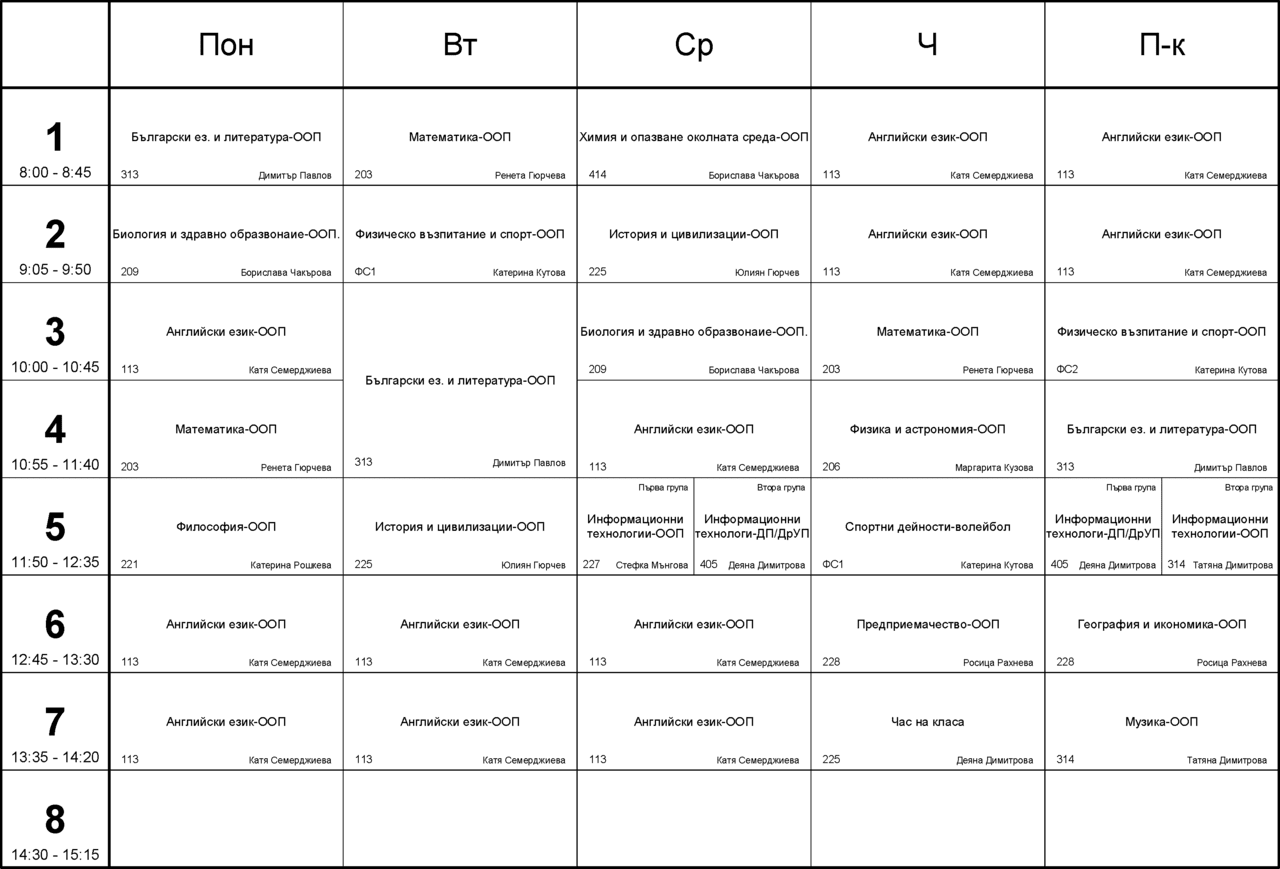 Пон Вт Ср Ч П-к
1
8:00 - 8:45
Български ез. и литература-ООП
313 Димитър Павлов
Математика-ООП
203 Ренета Гюрчева
Химия и опазване околната среда-ООП
414 Борислава Чакърова
Английски език-ООП
113 Катя Семерджиева
Английски език-ООП
113 Катя Семерджиева
2
9:05 - 9:50
Биология и здравно образвонаие-ООП.
209 Борислава Чакърова
Физическо възпитание и спорт-ООП
ФС1 Катерина Кутова
История и цивилизации-ООП
225 Юлиян Гюрчев
Английски език-ООП
113 Катя Семерджиева
Английски език-ООП
113 Катя Семерджиева
3
10:00 - 10:45
Английски език-ООП
113 Катя Семерджиева
Български ез. и литература-ООП
313 Димитър Павлов
Биология и здравно образвонаие-ООП.
209 Борислава Чакърова
Математика-ООП
203 Ренета Гюрчева
Физическо възпитание и спорт-ООП
ФС2 Катерина Кутова
4
10:55 - 11:40
Математика-ООП
203 Ренета Гюрчева
Английски език-ООП
113 Катя Семерджиева
Физика и астрономия-ООП
206 Маргарита Кузова
Български ез. и литература-ООП
313 Димитър Павлов
5
11:50 - 12:35
Философия-ООП
221 Катерина Рошкева
История и цивилизации-ООП
225 Юлиян Гюрчев
Първа група
Информационни
технологии-ООП
227 Стефка Мънгова
Втора група
Информационни
технологи-ДП/ДрУП
405 Деяна Димитрова
Спортни дейности-волейбол
ФС1 Катерина Кутова
Първа група
Информационни
технологи-ДП/ДрУП
405 Деяна Димитрова
Втора група
Информационни
технологии-ООП
314 Татяна Димитрова
6
12:45 - 13:30
Английски език-ООП
113 Катя Семерджиева
Английски език-ООП
113 Катя Семерджиева
Английски език-ООП
113 Катя Семерджиева
Предприемачество-ООП
228 Росица Рахнева
География и икономика-ООП
228 Росица Рахнева
7
13:35 - 14:20
Английски език-ООП
113 Катя Семерджиева
Английски език-ООП
113 Катя Семерджиева
Английски език-ООП
113 Катя Семерджиева
Час на класа
225 Деяна Димитрова
Музика-ООП
314 Татяна Димитрова
8
14:30 - 15:15